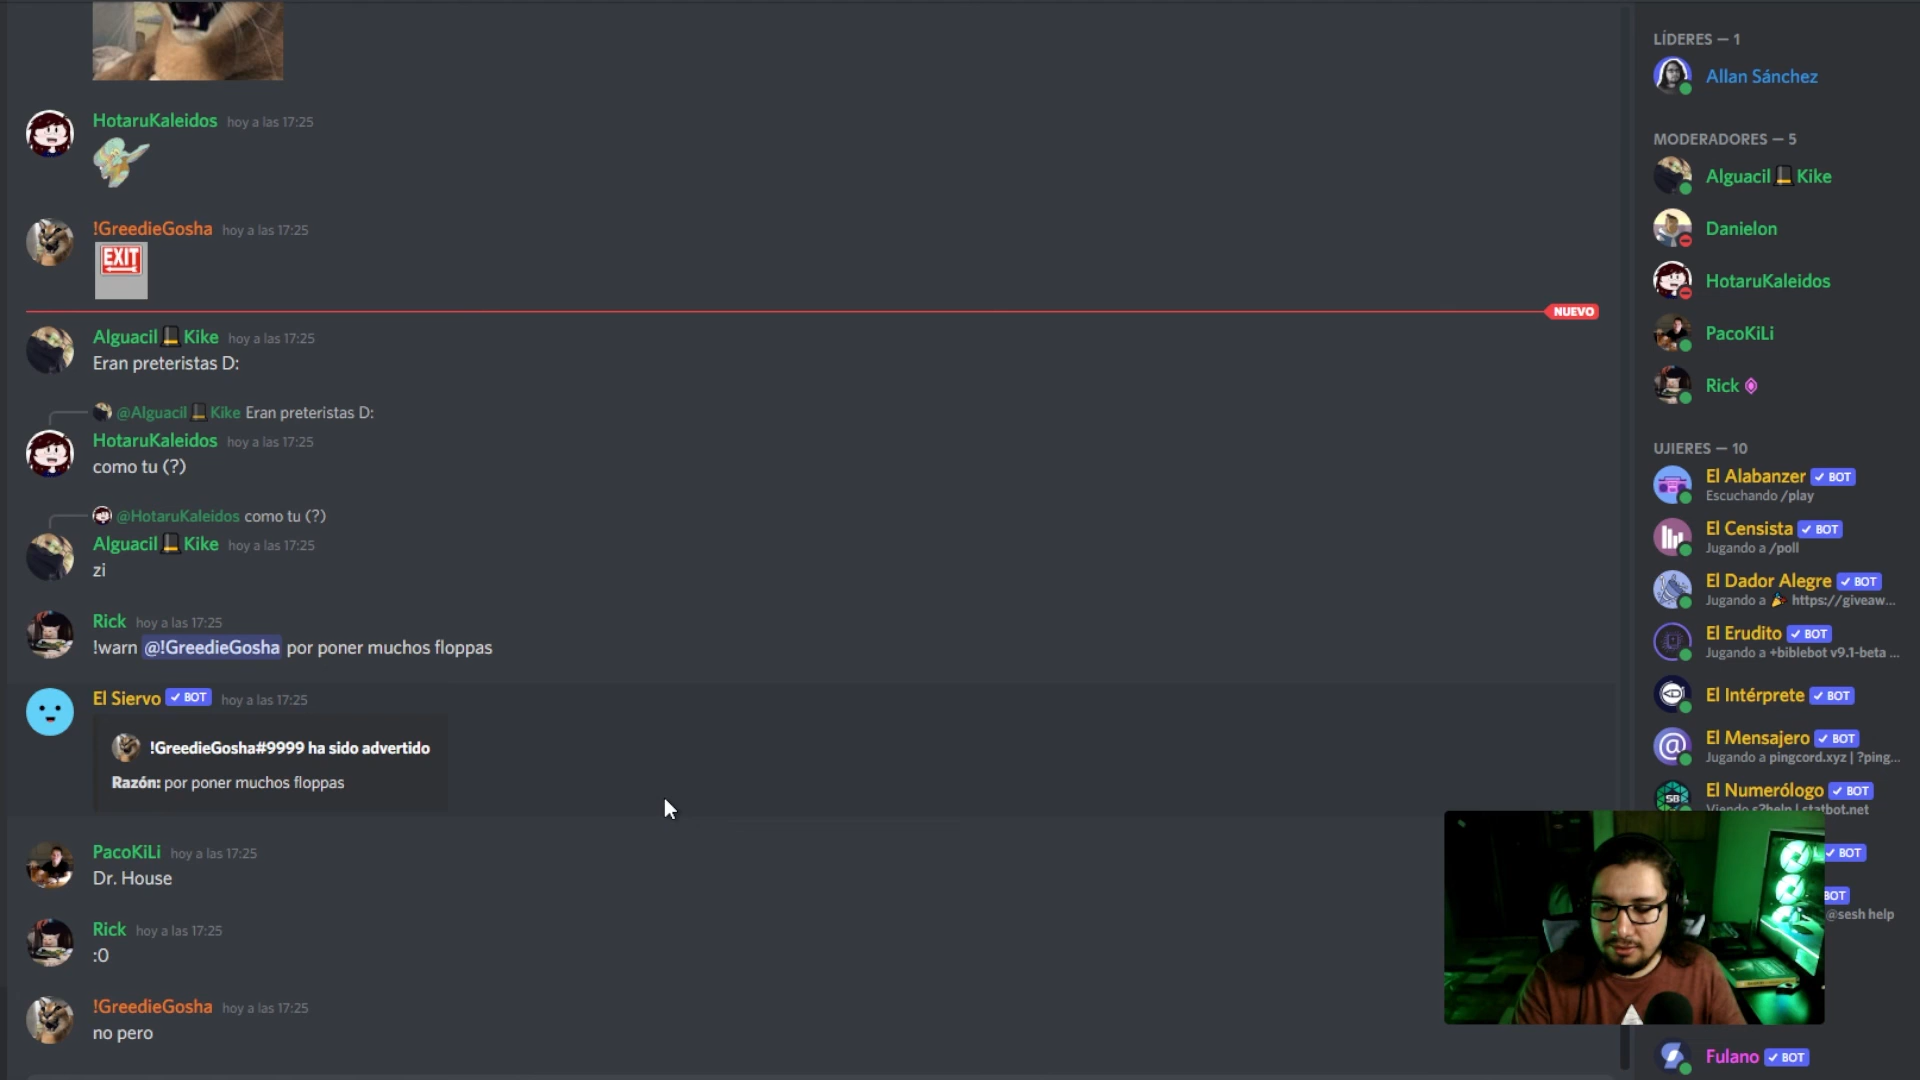 HotaruKaleidos hoy a las 17:25
!GreedieGosha hoy a las 17:25
EXIT
NUEVO
Alguacil Kike hoy a las 17:25
Eran preteristas D:
@Alguacil Kike Eran preteristas D:
HotaruKaleidos hoy a las 17:25
como tu (?)
@HotaruKaleidos como tu (?)
Alguacil Kike hoy a las 17:25
zi
Rick hoy a las 17:25
!warn @!GreedieGosha por poner muchos floppas
El Siervo BOT hoy a las 17:25
!GreedieGosha#9999 ha sido advertido
Razón: por poner muchos floppas
PacoKiLi hoy a las 17:25
Dr. House
Rick hoy a las 17:25
:0
!GreedieGosha hoy a las 17:25
no pero
LÍDERES — 1
Allan Sánchez
MODERADORES — 5
Alguacil Kike
Danielon
HotaruKaleidos
PacoKiLi
Rick
UJIERES — 10
El Alabanzer BOT
Escuchando /play
El Censista BOT
Jugando a /poll
El Dador Alegre BOT
Jugando a https://giveaw...
El Erudito BOT
Jugando a +biblebot v9.1-beta ...
El Intérprete BOT
El Mensajero BOT
Jugando a pingcord.xyz | ?ping...
El Numerólogo BOT
SB
Viendo s?help | statbot.net
BOT
BOT
@sesh help
Fulano BOT